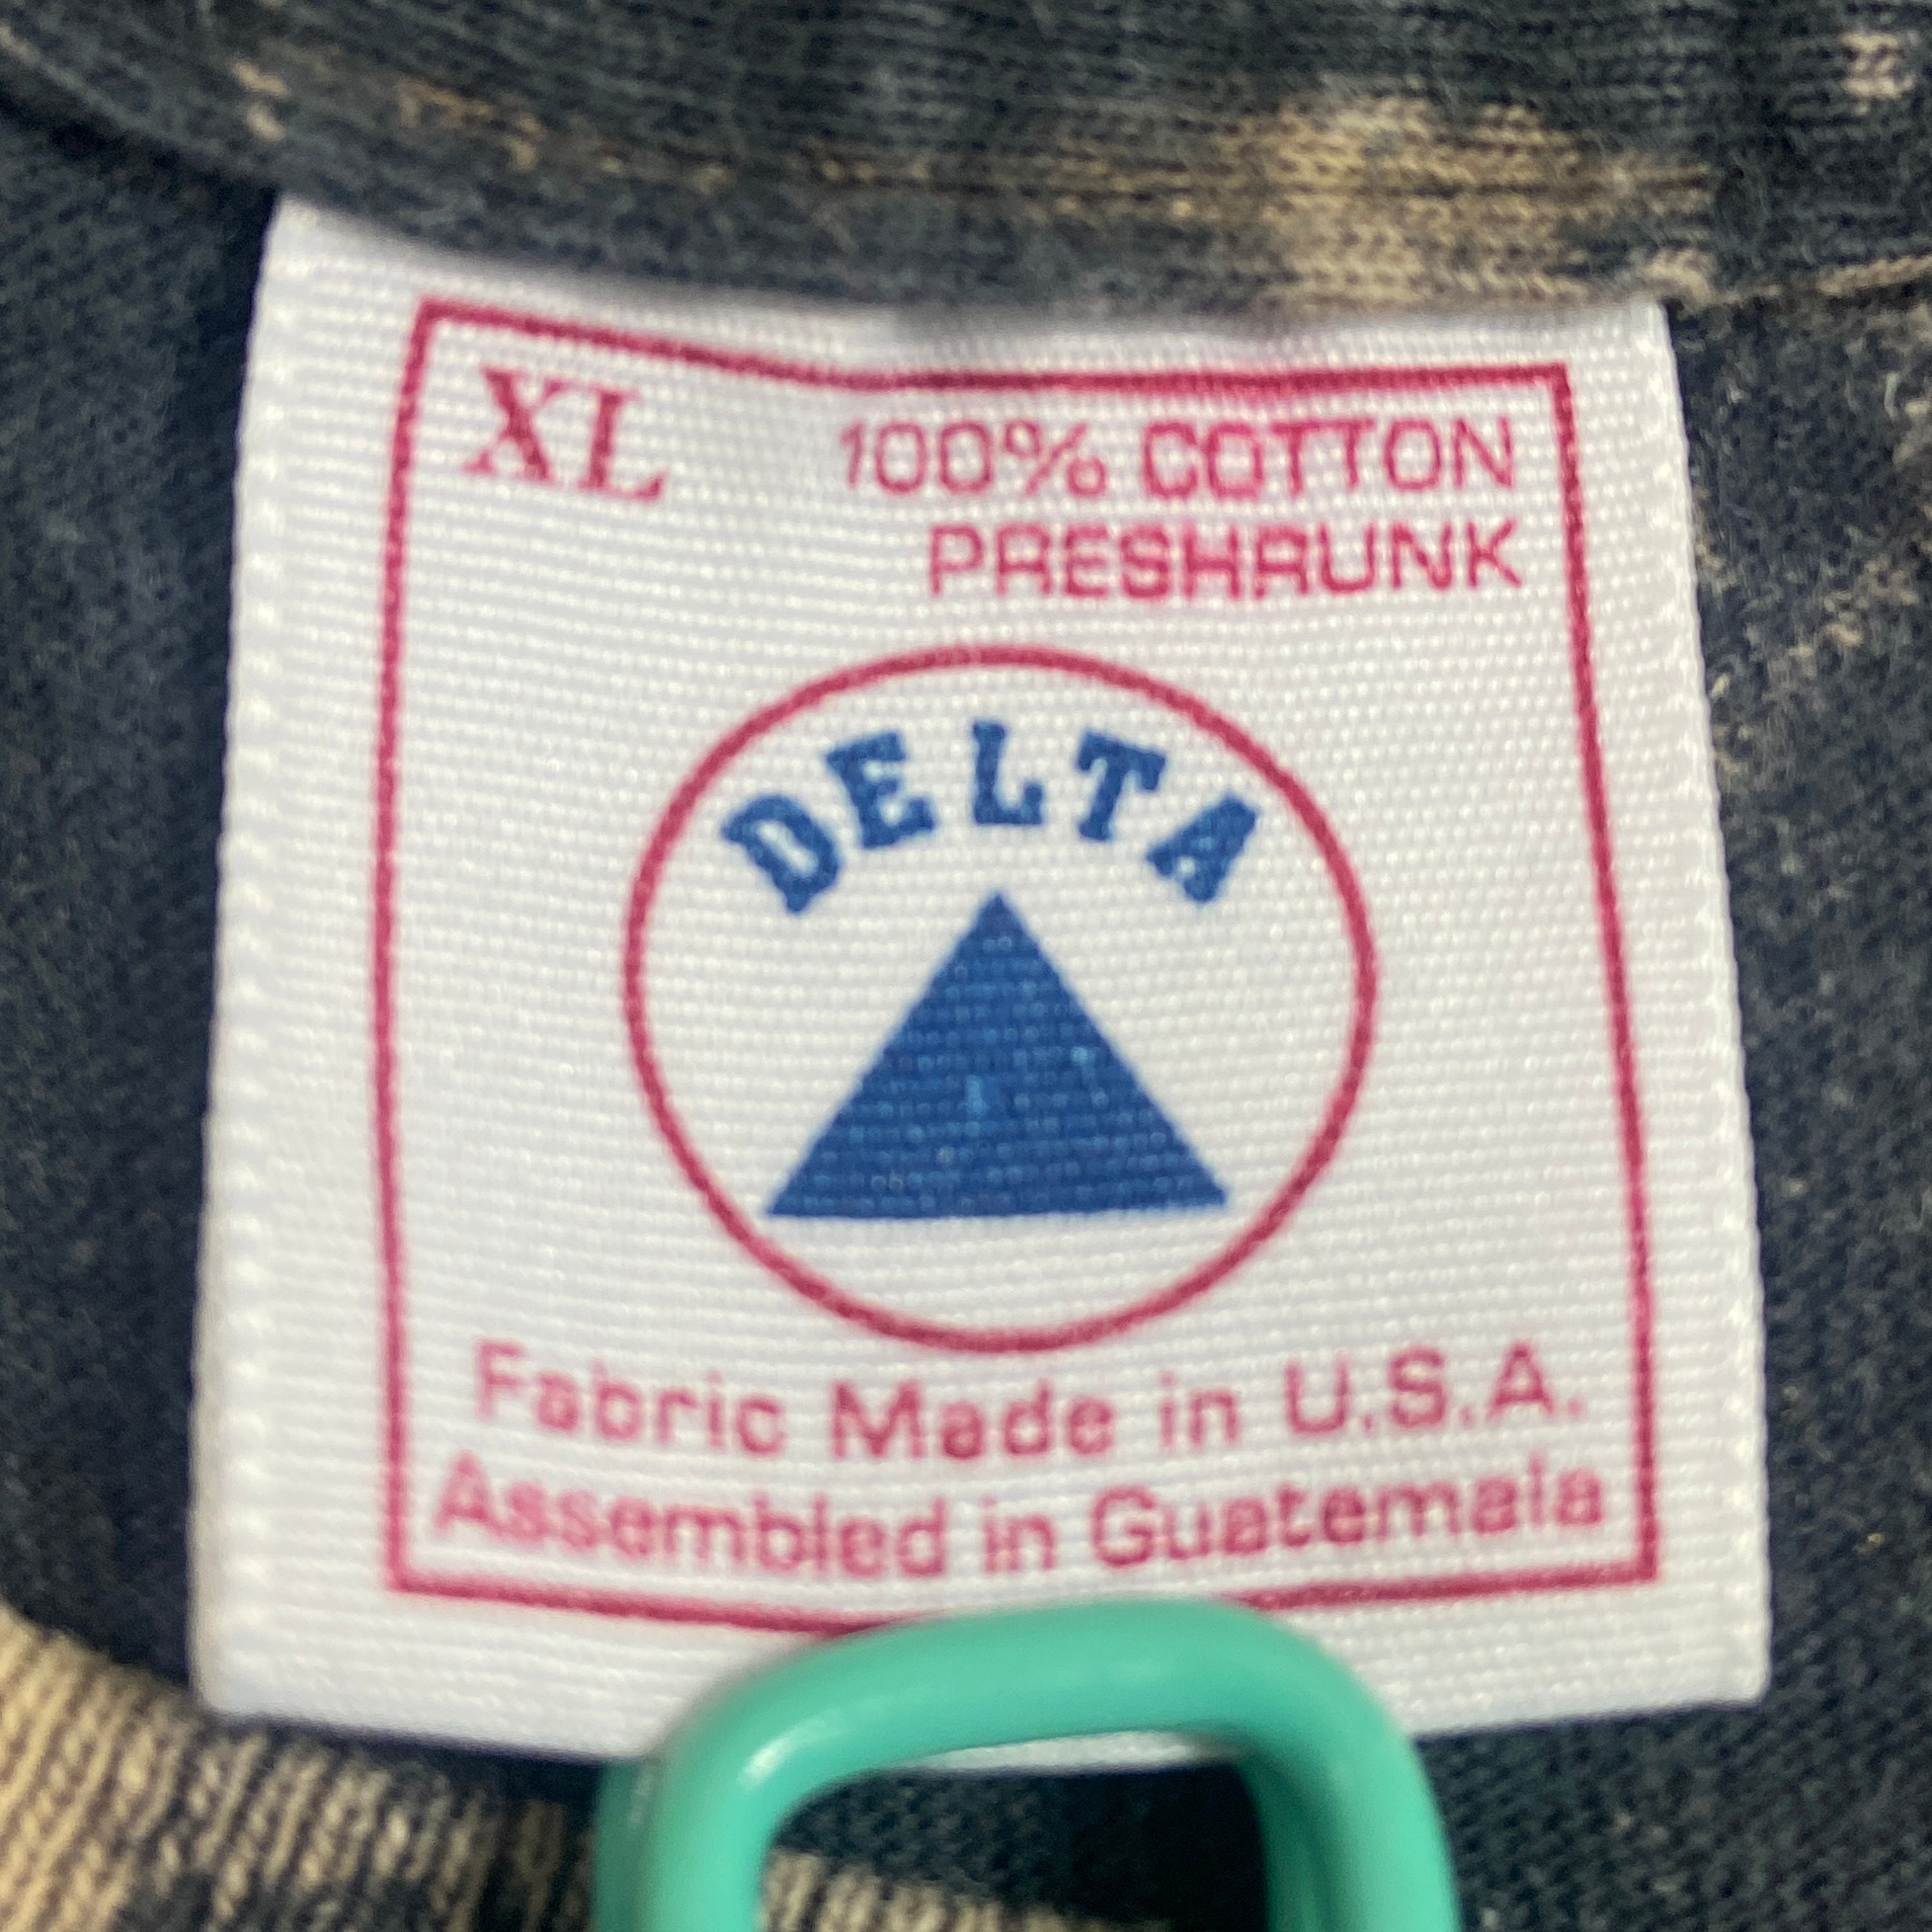 XL 100% COTTON
PRESHRUNK
DELTA
Fabric Made in U.S.A.
Assembled in Guatemala